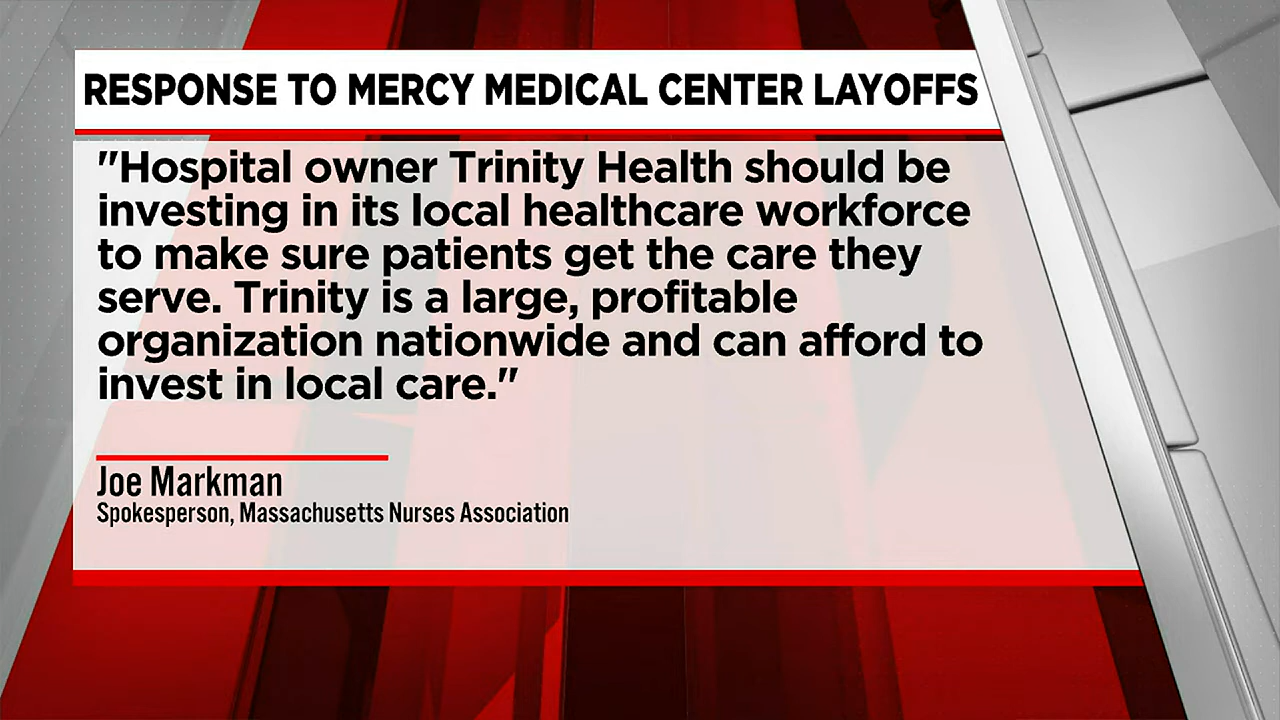 RESPONSE TO MERCY MEDICAL CENTER LAYOFFS
"Hospital owner Trinity Health should be
investing in its local healthcare workforce
to make sure patients get the care they
serve. Trinity is a large, profitable
organization nationwide and can afford to
invest in local care."
Joe Markman
Spokesperson, Massachusetts Nurses Association